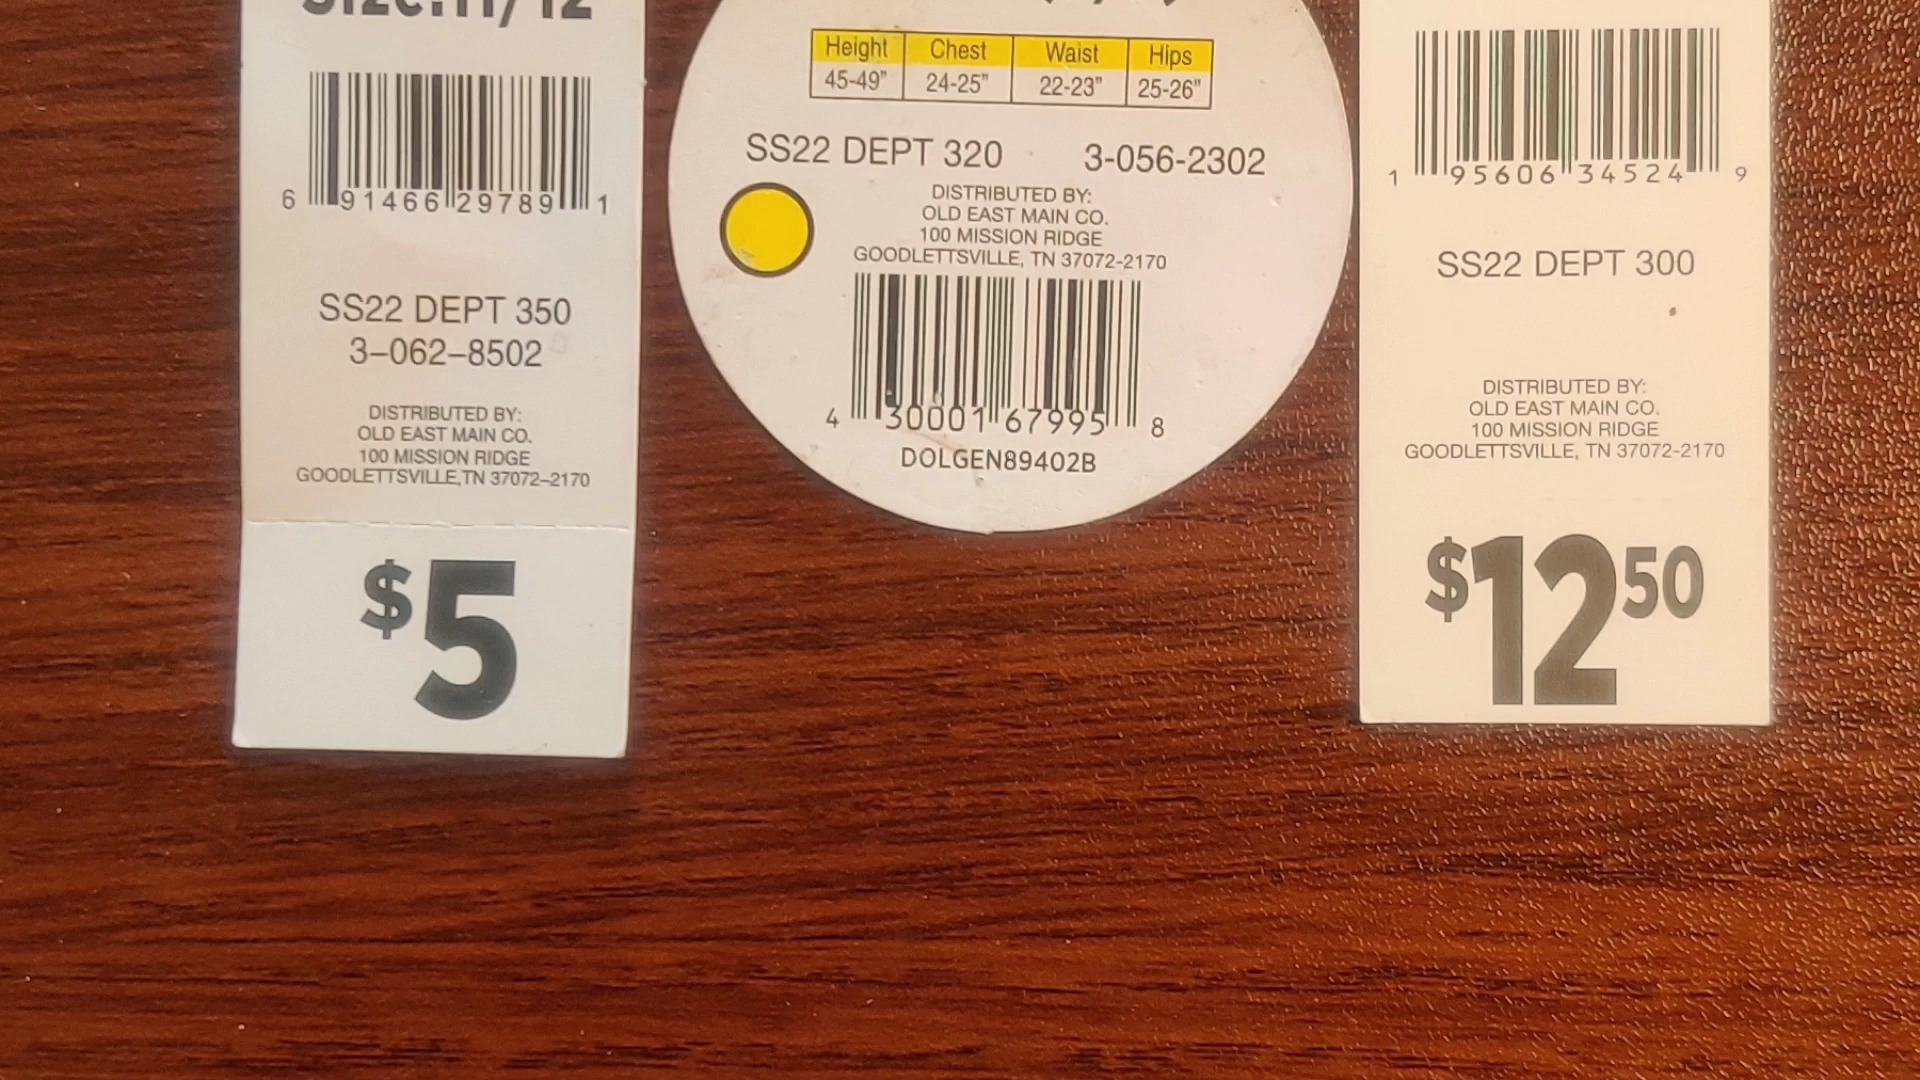 Size:11/12
6 91466 29789 1
SS22 DEPT 350
3–062–8502
DISTRIBUTED BY:
OLD EAST MAIN CO.
100 MISSION RIDGE
GOODLETTSVILLE,TN 37072–2170
$5
Height Chest Waist Hips
45-49" 24-25" 22-23" 25-26"
SS22 DEPT 320 3-056-2302
DISTRIBUTED BY:
OLD EAST MAIN CO.
100 MISSION RIDGE
GOODLETTSVILLE, TN 37072-2170
4 30001 67995 8
DOLGEN89402B
1 95606 34524 9
SS22 DEPT 300
DISTRIBUTED BY:
OLD EAST MAIN CO.
100 MISSION RIDGE
GOODLETTSVILLE, TN 37072-2170
$12 50